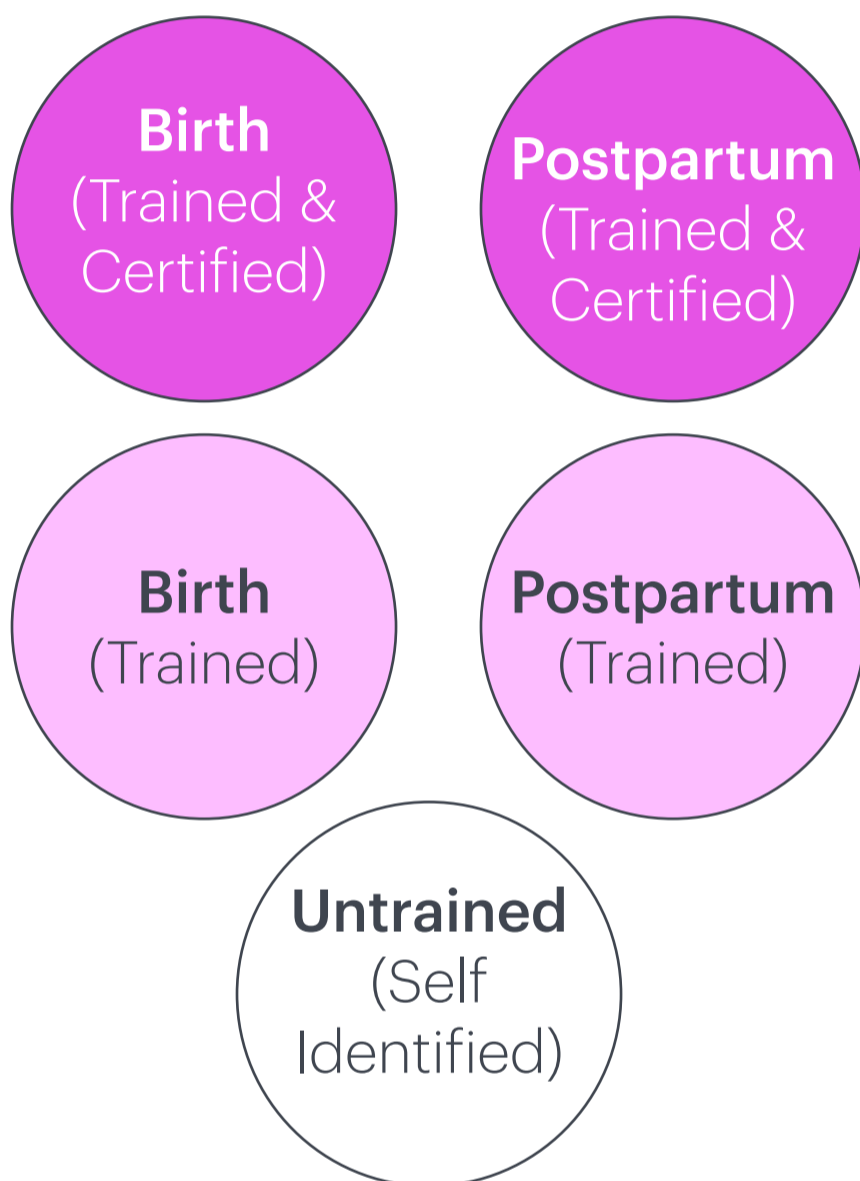 Birth
(Trained &
Certified)
Postpartum
(Trained &
Certified)
Birth
(Trained)
Postpartum
(Trained)
Untrained
(Self
Identified)